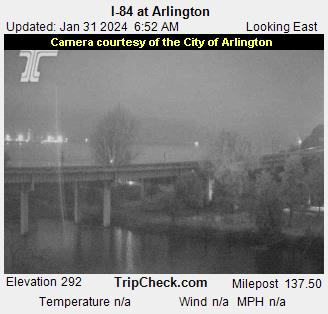 I-84 at Arlington
Updated: Jan 31 2024 6:52 AM Looking East
Camera courtesy of the City of Arlington
Elevation 292 TripCheck.com Milepost 137.50
Temperature n/a Wind n/a MPH n/a